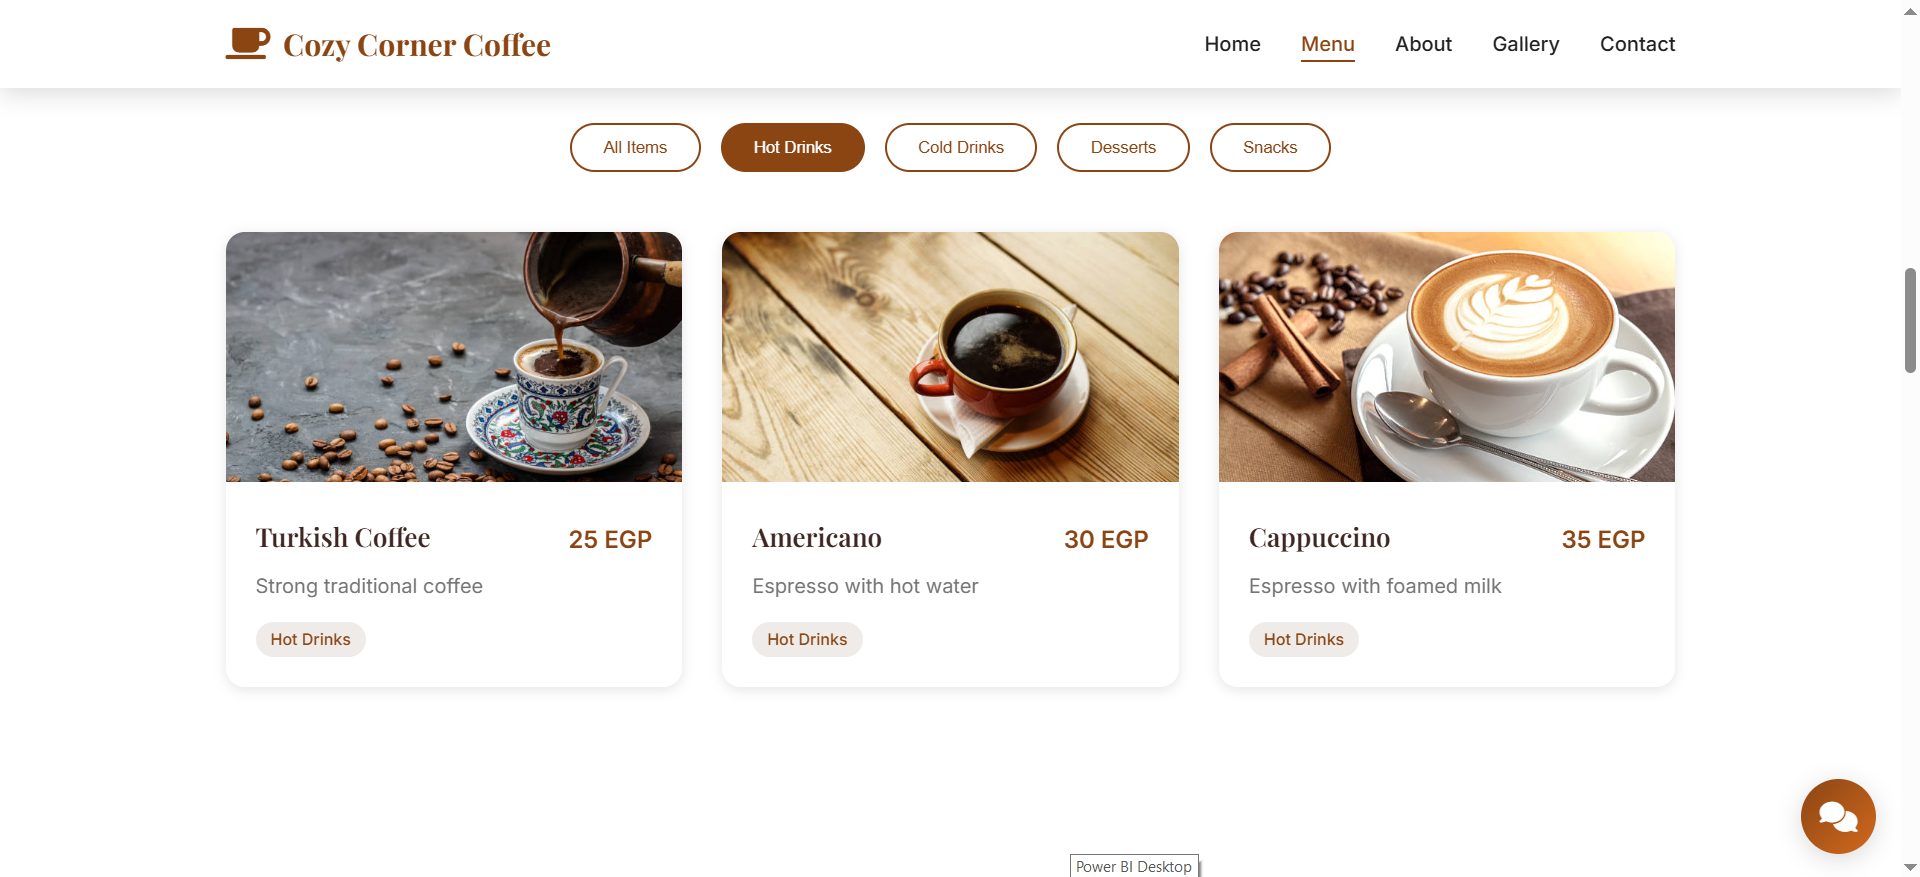 Cozy Corner Coffee
Home Menu About Gallery Contact
All Items Hot Drinks Cold Drinks Desserts Snacks
Turkish Coffee 25 EGP
Strong traditional coffee
Hot Drinks
Americano 30 EGP
Espresso with hot water
Hot Drinks
Cappuccino 35 EGP
Espresso with foamed milk
Hot Drinks
Power BI Desktop